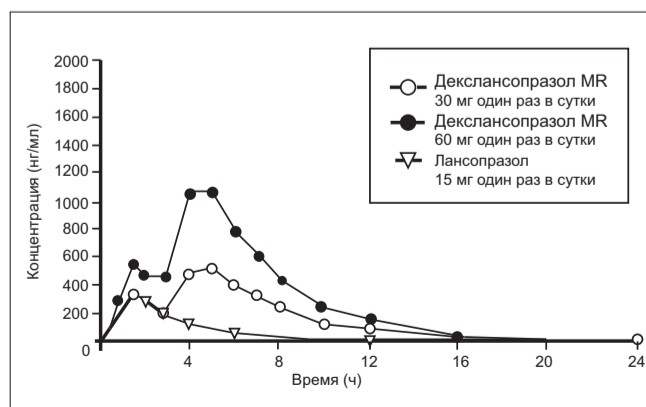 2000
1800
1600
1400
1200
1000
800
600
400
200
0
Концентрация (нг/мл)
4
8
12
16
20
24
Время (ч)
Декслансопразол MR
30 мг один раз в сутки
Декслансопразол MR
60 мг один раз в сутки
Лансопразол
15 мг один раз в сутки